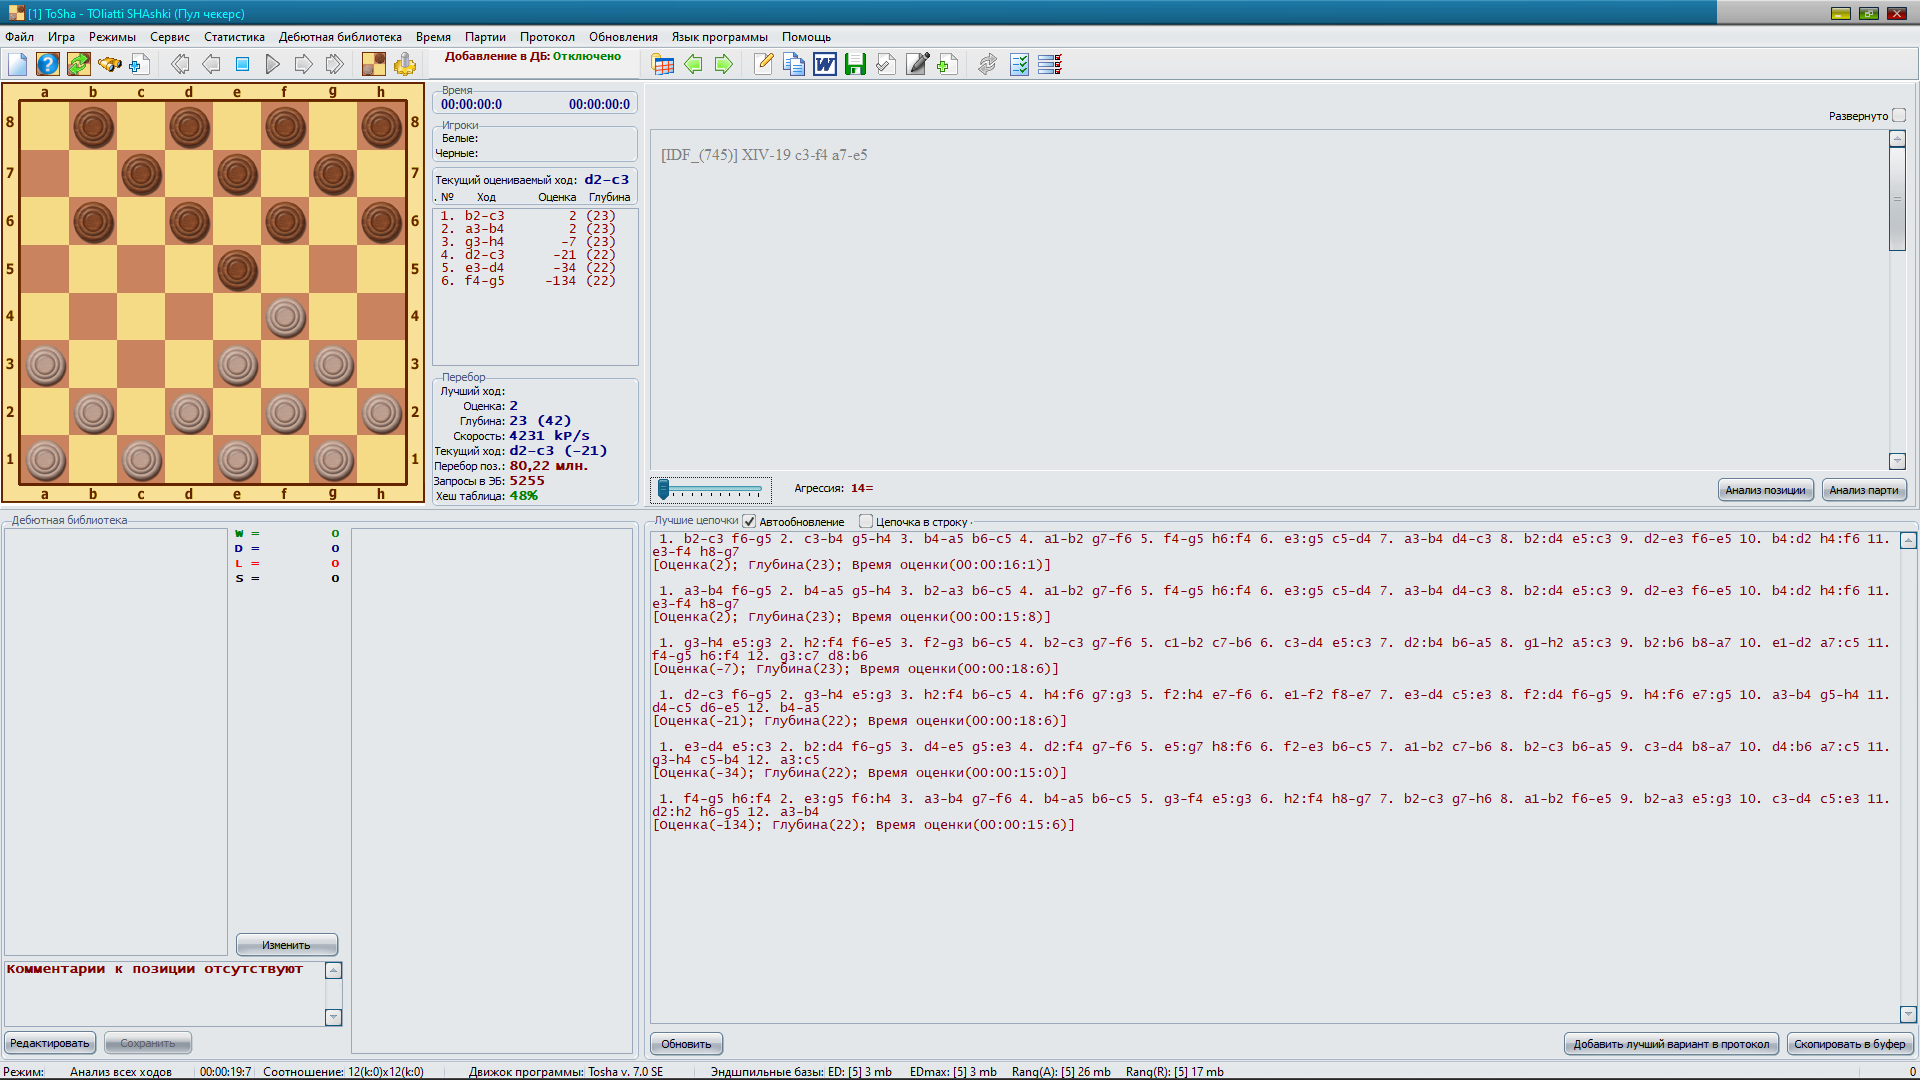 [1] ToSha - TOliatti SHAshki (Пул чекерс)
Файл Игра Режимы Сервис Статистика Дебютная библиотека Время Партии Протокол Обновления Язык программы Помощь
Добавление в ДБ: Отключено
a b c d e f g h
8 8
7 7
6 6
5 5
4 4
3 3
2 2
1 1
a b c d e f g h
Время
00:00:00:0 00:00:00:0
Игроки
Белые:
Черные:
Текущий оцениваемый ход: d2-c3
. № Ход Оценка Глубина
1. b2-c3 2 (23)
2. a3-b4 2 (23)
3. g3-h4 -7 (23)
4. d2-c3 -21 (22)
5. e3-d4 -34 (22)
6. f4-g5 -134 (22)
Перебор
Лучший ход:
Оценка: 2
Глубина: 23 (42)
Скорость: 4231 kP/s
Текущий ход: d2-c3 (-21)
Перебор поз.: 80,22 млн.
Запросы в ЭБ: 5255
Хеш таблица: 48%
Развернуто
[IDF_(745)] XIV-19 c3-f4 a7-e5
Агрессия: 14=
Анализ позиции Анализ парти
Дебютная библиотека
W = 0
D = 0
L = 0
S = 0
Изменить
Комментарии к позиции отсутствуют
Редактировать Сохранить
Лучшие цепочки Автообновление Цепочка в строку
1. b2-c3 f6-g5 2. c3-b4 g5-h4 3. b4-a5 b6-c5 4. a1-b2 g7-f6 5. f4-g5 h6:f4 6. e3:g5 c5-d4 7. a3-b4 d4-c3 8. b2:d4 e5:c3 9. d2-e3 f6-e5 10. b4:d2 h4:f6 11.
e3-f4 h8-g7
[Оценка(2); Глубина(23); Время оценки(00:00:16:1)]
1. a3-b4 f6-g5 2. b4-a5 g5-h4 3. b2-a3 b6-c5 4. a1-b2 g7-f6 5. f4-g5 h6:f4 6. e3:g5 c5-d4 7. a3-b4 d4-c3 8. b2:d4 e5:c3 9. d2-e3 f6-e5 10. b4:d2 h4:f6 11.
e3-f4 h8-g7
[Оценка(2); Глубина(23); Время оценки(00:00:15:8)]
1. g3-h4 e5:g3 2. h2:f4 f6-e5 3. f2-g3 b6-c5 4. b2-c3 g7-f6 5. c1-b2 c7-b6 6. c3-d4 e5:c3 7. d2:b4 b6-a5 8. g1-h2 a5:c3 9. b2:b6 b8-a7 10. e1-d2 a7:c5 11.
f4-g5 h6:f4 12. g3:c7 d8:b6
[Оценка(-7); Глубина(23); Время оценки(00:00:18:6)]
1. d2-c3 f6-g5 2. g3-h4 e5:g3 3. h2:f4 b6-c5 4. h4:f6 g7:g3 5. f2:h4 e7-f6 6. e1-f2 f8-e7 7. e3-d4 c5:e3 8. f2:d4 f6-g5 9. h4:f6 e7:g5 10. a3-b4 g5-h4 11.
d4-c5 d6-e5 12. b4-a5
[Оценка(-21); Глубина(22); Время оценки(00:00:18:6)]
1. e3-d4 e5:c3 2. b2:d4 f6-g5 3. d4-e5 g5:e3 4. d2:f4 g7-f6 5. e5:g7 h8:f6 6. f2-e3 b6-c5 7. a1-b2 c7-b6 8. b2-c3 b6-a5 9. c3-d4 b8-a7 10. d4:b6 a7:c5 11.
g3-h4 c5-b4 12. a3:c5
[Оценка(-34); Глубина(22); Время оценки(00:00:15:0)]
1. f4-g5 h6:f4 2. e3:g5 f6:h4 3. a3-b4 g7-f6 4. b4-a5 b6-c5 5. g3-f4 e5:g3 6. h2:f4 h8-g7 7. b2-c3 g7-h6 8. a1-b2 f6-e5 9. b2-a3 e5:g3 10. c3-d4 c5:e3 11.
d2:h2 h6-g5 12. a3-b4
[Оценка(-134); Глубина(22); Время оценки(00:00:15:6)]
Обновить Добавить лучший вариант в протокол Скопировать в буфер
Режим: Анализ всех ходов 00:00:19:7 Соотношение: 12(k:0)x12(k:0) Движок программы: Tosha v. 7.0 SE Эндшпильные базы: ED: [5] 3 mb EDmax: [5] 3 mb Rang(A): [5] 26 mb Rang(R): [5] 17 mb 0